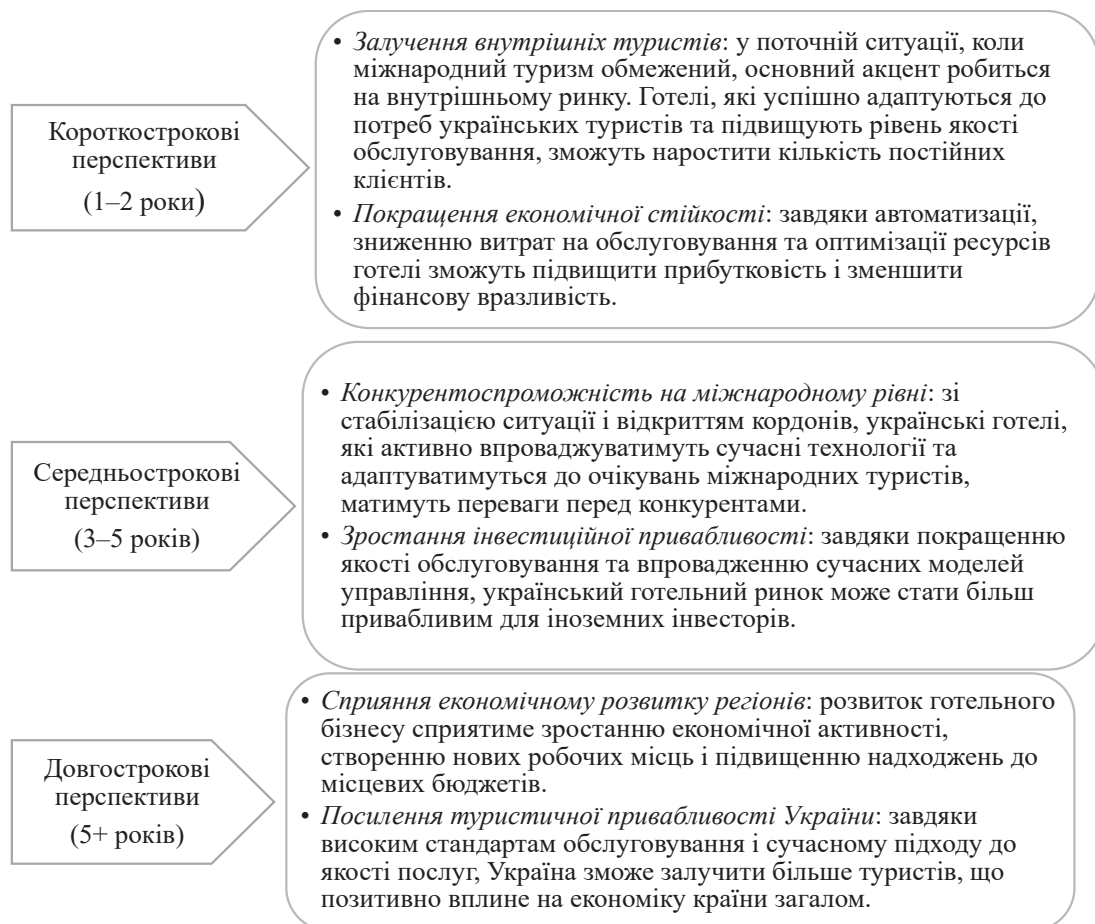 Короткострокові
перспективи
(1–2 роки)
• Залучення внутрішніх туристів: у поточній ситуації, коли
міжнародний туризм обмежений, основний акцент робиться
на внутрішньому ринку. Готелі, які успішно адаптуються до
потреб українських туристів та підвищують рівень якості
обслуговування, зможуть наростити кількість постійних
клієнтів.
• Покращення економічної стійкості: завдяки автоматизації,
зниженню витрат на обслуговування та оптимізації ресурсів
готелі зможуть підвищити прибутковість і зменшити
фінансову вразливість.
Середньострокові
перспективи
(3–5 років)
• Конкурентоспроможність на міжнародному рівні: зі
стабілізацією ситуації і відкриттям кордонів, українські готелі,
які активно впроваджуватимуть сучасні технології та
адаптуватимуться до очікувань міжнародних туристів,
матимуть переваги перед конкурентами.
• Зростання інвестиційної привабливості: завдяки покращенню
якості обслуговування та впровадженню сучасних моделей
управління, український готельний ринок може стати більш
привабливим для іноземних інвесторів.
Довгострокові
перспективи
(5+ років)
• Сприяння економічному розвитку регіонів: розвиток готельного
бізнесу сприятиме зростанню економічної активності,
створенню нових робочих місць і підвищенню надходжень до
місцевих бюджетів.
• Посилення туристичної привабливості України: завдяки
високим стандартам обслуговування і сучасному підходу до
якості послуг, Україна зможе залучити більше туристів, що
позитивно вплине на економіку країни загалом.